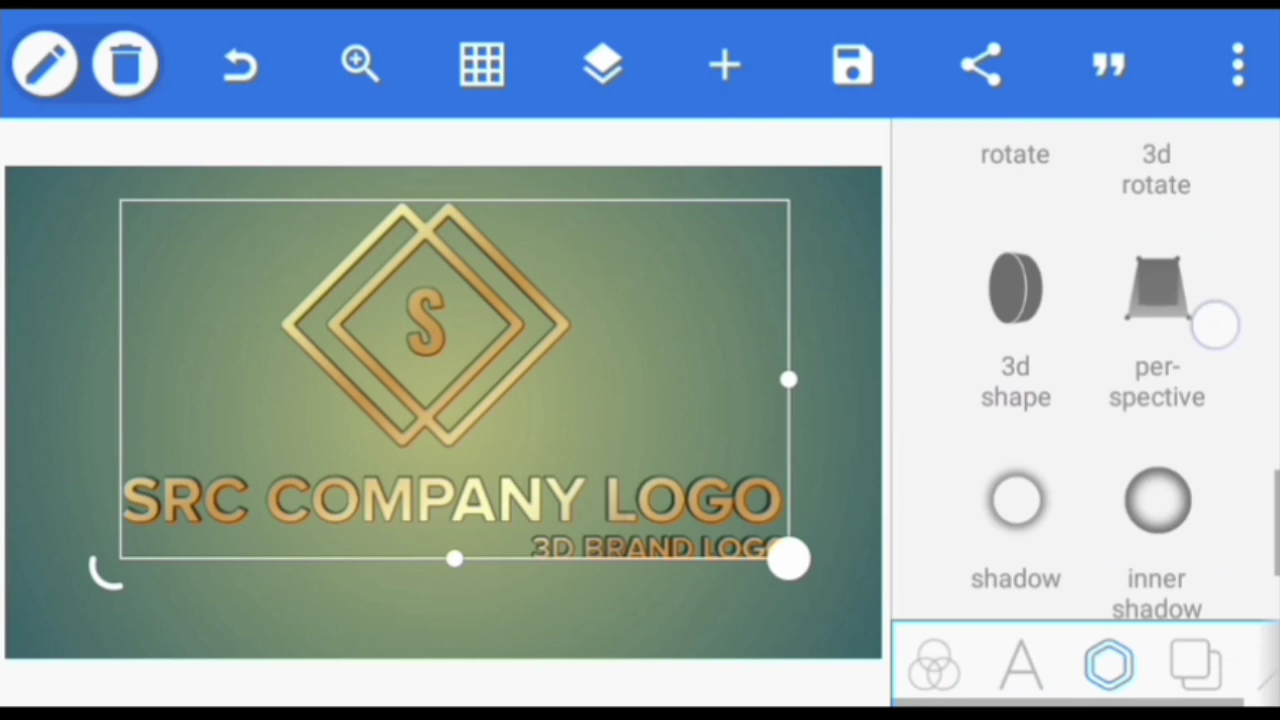 rotate
3d
rotate
S
3d
shape
per-
spective
SRC COMPANY LOGO
3D BRAND LOGO
shadow
inner
shadow